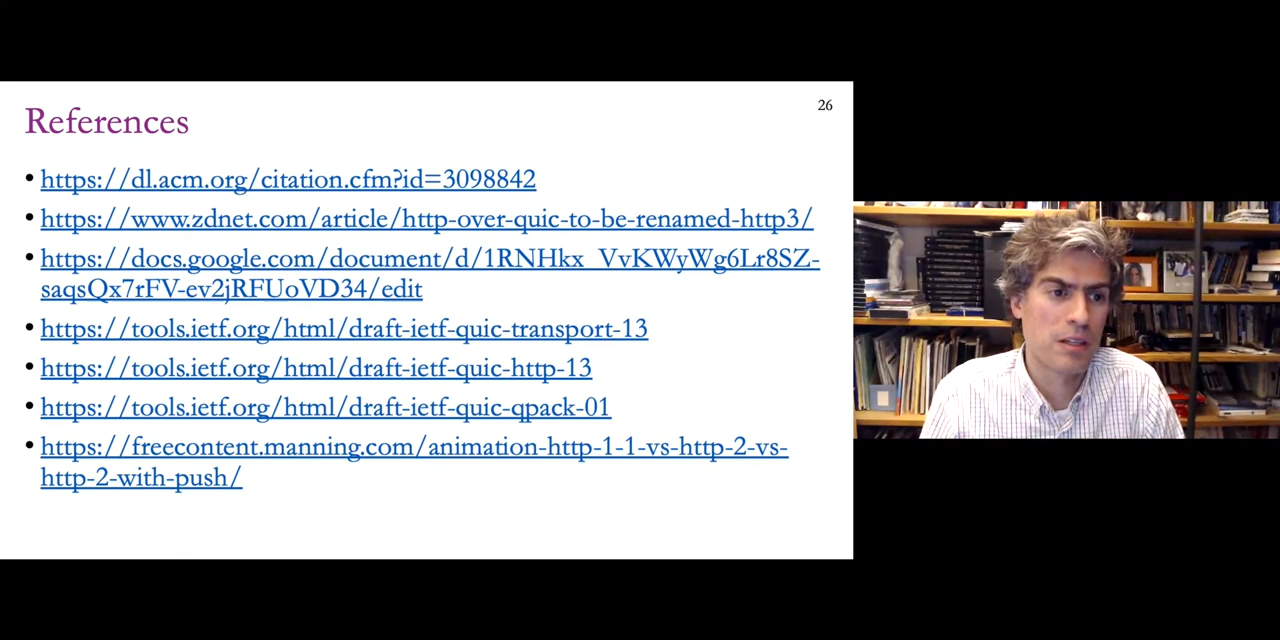 26
References
• https://dl.acm.org/citation.cfm?id=3098842
• https://www.zdnet.com/article/http-over-quic-to-be-renamed-http3/
• https://docs.google.com/document/d/1RNHkx_VvKWyWg6Lr8SZ-
saqsQx7rFV-ev2jRFUoVD34/edit
• https://tools.ietf.org/html/draft-ietf-quic-transport-13
• https://tools.ietf.org/html/draft-ietf-quic-http-13
• https://tools.ietf.org/html/draft-ietf-quic-qpack-01
• https://freecontent.manning.com/animation-http-1-1-vs-http-2-vs-
http-2-with-push/